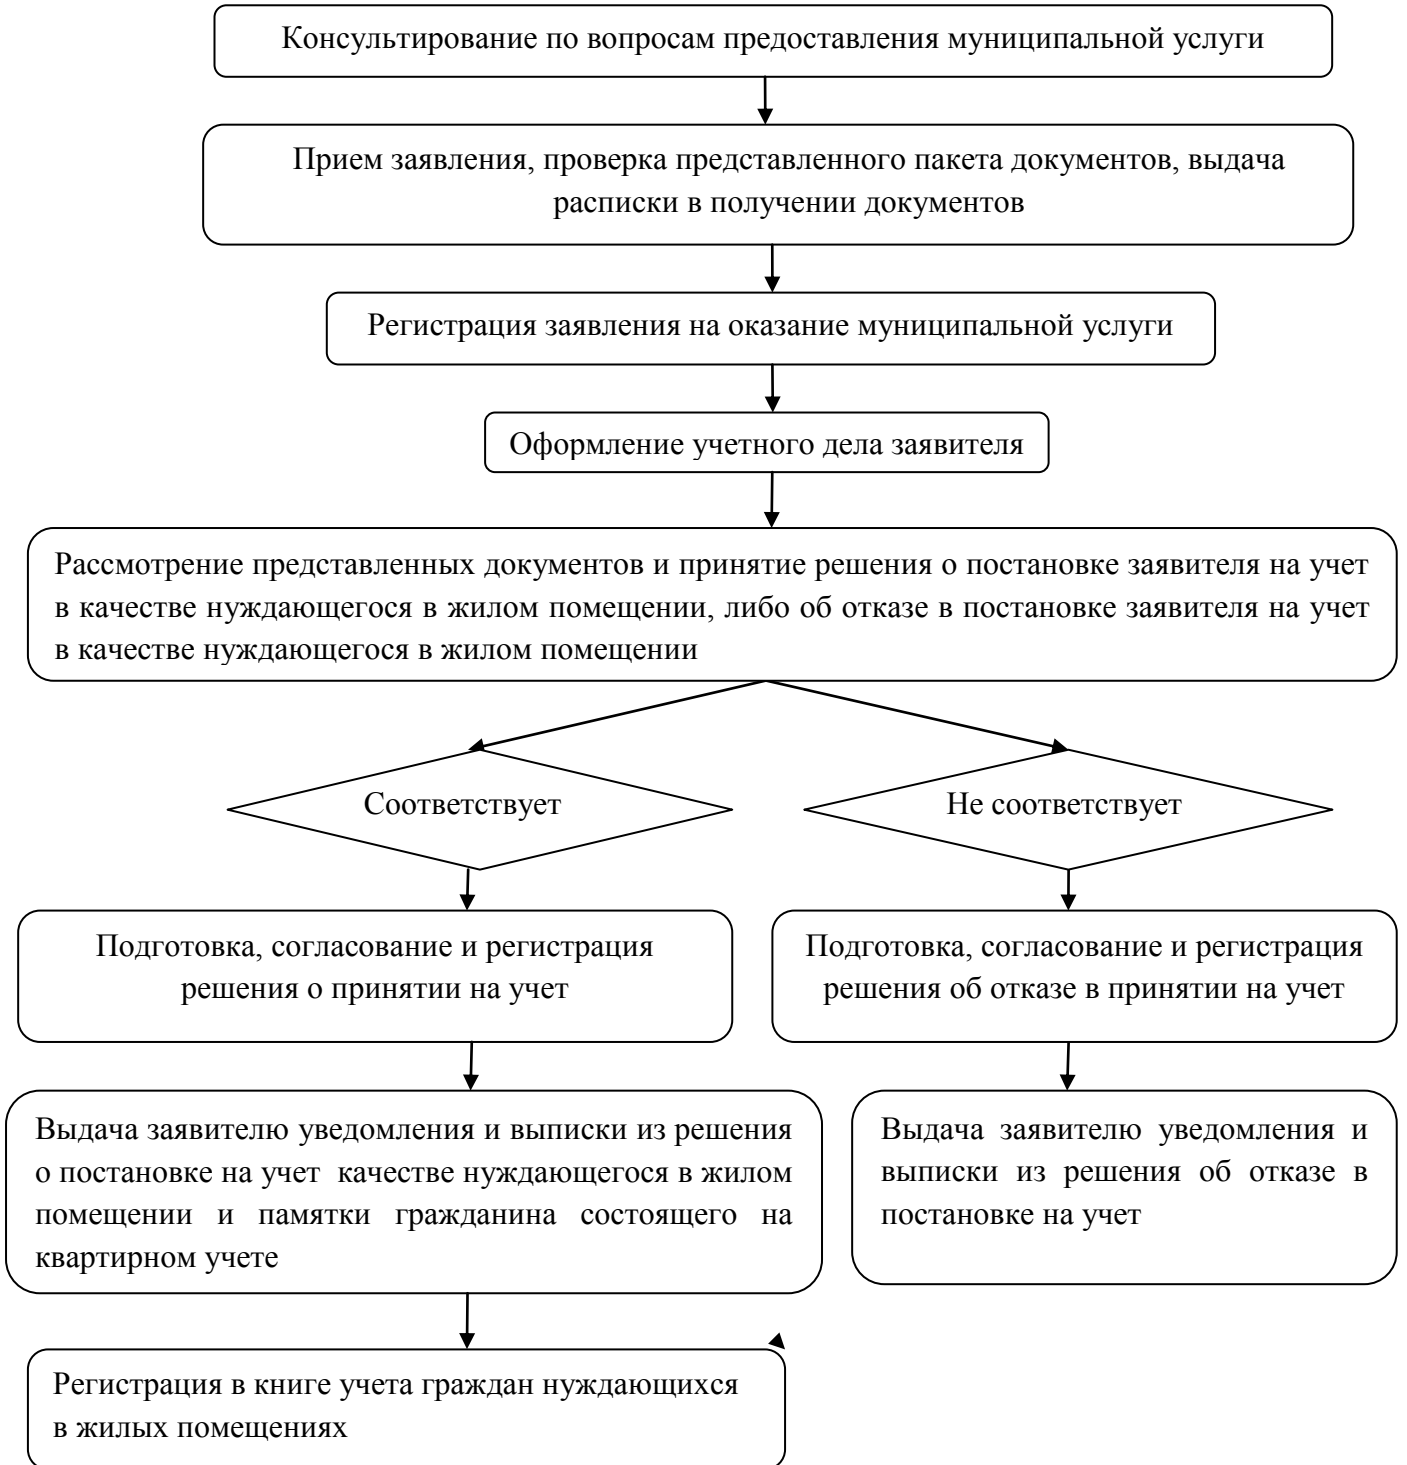 Консультирование по вопросам предоставления муниципальной услуги
Прием заявления, проверка представленного пакета документов, выдача
расписки в получении документов
Регистрация заявления на оказание муниципальной услуги
Оформление учетного дела заявителя
Рассмотрение представленных документов и принятие решения о постановке заявителя на учет
в качестве нуждающегося в жилом помещении, либо об отказе в постановке заявителя на учет
в качестве нуждающегося в жилом помещении
Соответствует
Не соответствует
Подготовка, согласование и регистрация
решения о принятии на учет
Подготовка, согласование и регистрация
решения об отказе в принятии на учет
Выдача заявителю уведомления и выписки из решения
о постановке на учет качестве нуждающегося в жилом
помещении и памятки гражданина состоящего на
квартирном учете
Выдача заявителю уведомления и
выписки из решения об отказе в
постановке на учет
Регистрация в книге учета граждан нуждающихся
в жилых помещениях